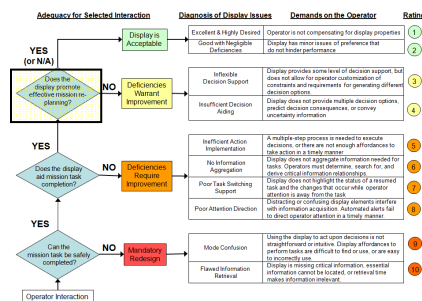 Adequacy for Selected Interaction
Diagnosis of Display Issues
Demands on the Operator
Ratin
YES
(or N/A)
Display is
Acceptable
Excellent & Highly Desired
Operator is not compensating for display properties
1
Good with Negligible
Deficiencies
Display has minor issues of preference that
do not hinder performance
2
Does the
display promote
effective mission re-
planning?
NO
Deficiencies
Warrant
Improvement
Inflexible
Decision Support
Display provides some level of decision support, but
does not allow for operator customization of
constraints and requirements for generating different
decision options.
3
Insufficient Decision
Aiding
Display does not provide multiple decision options,
predict decision consequences, or convey
uncertainty information
4
YES
Does the display
aid mission task
completion?
NO
Deficiencies
Require
Improvement
Inefficient Action
Implementation
A multiple-step process is needed to execute
decisions, or there are not enough affordances to
take action in a timely manner
5
No Information
Aggregation
Display does not aggregate information needed for
tasks. Operators must determine, search for, and
derive critical information relationships.
6
Poor Task Switching
Support
Display does not highlight the status of a resumed
task and the changes that occur while operator
attention is away from the task
7
Poor Attention Direction
Distracting or confusing display elements interfere
with information acquisition. Automated alerts fail
to direct operator attention in a timely manner.
8
YES
Can the
mission task be safely
completed?
NO
Mandatory
Redesign
Mode Confusion
Using the display to act upon decisions is not
straightforward or intuitive. Display affordances to
perform tasks are difficult to find or use, or are easy
to incorrectly use.
9
Flawed Information
Retrieval
Display is missing critical information, essential
information cannot be located, or retrieval time
makes information irrelevant.
10
Operator Interaction